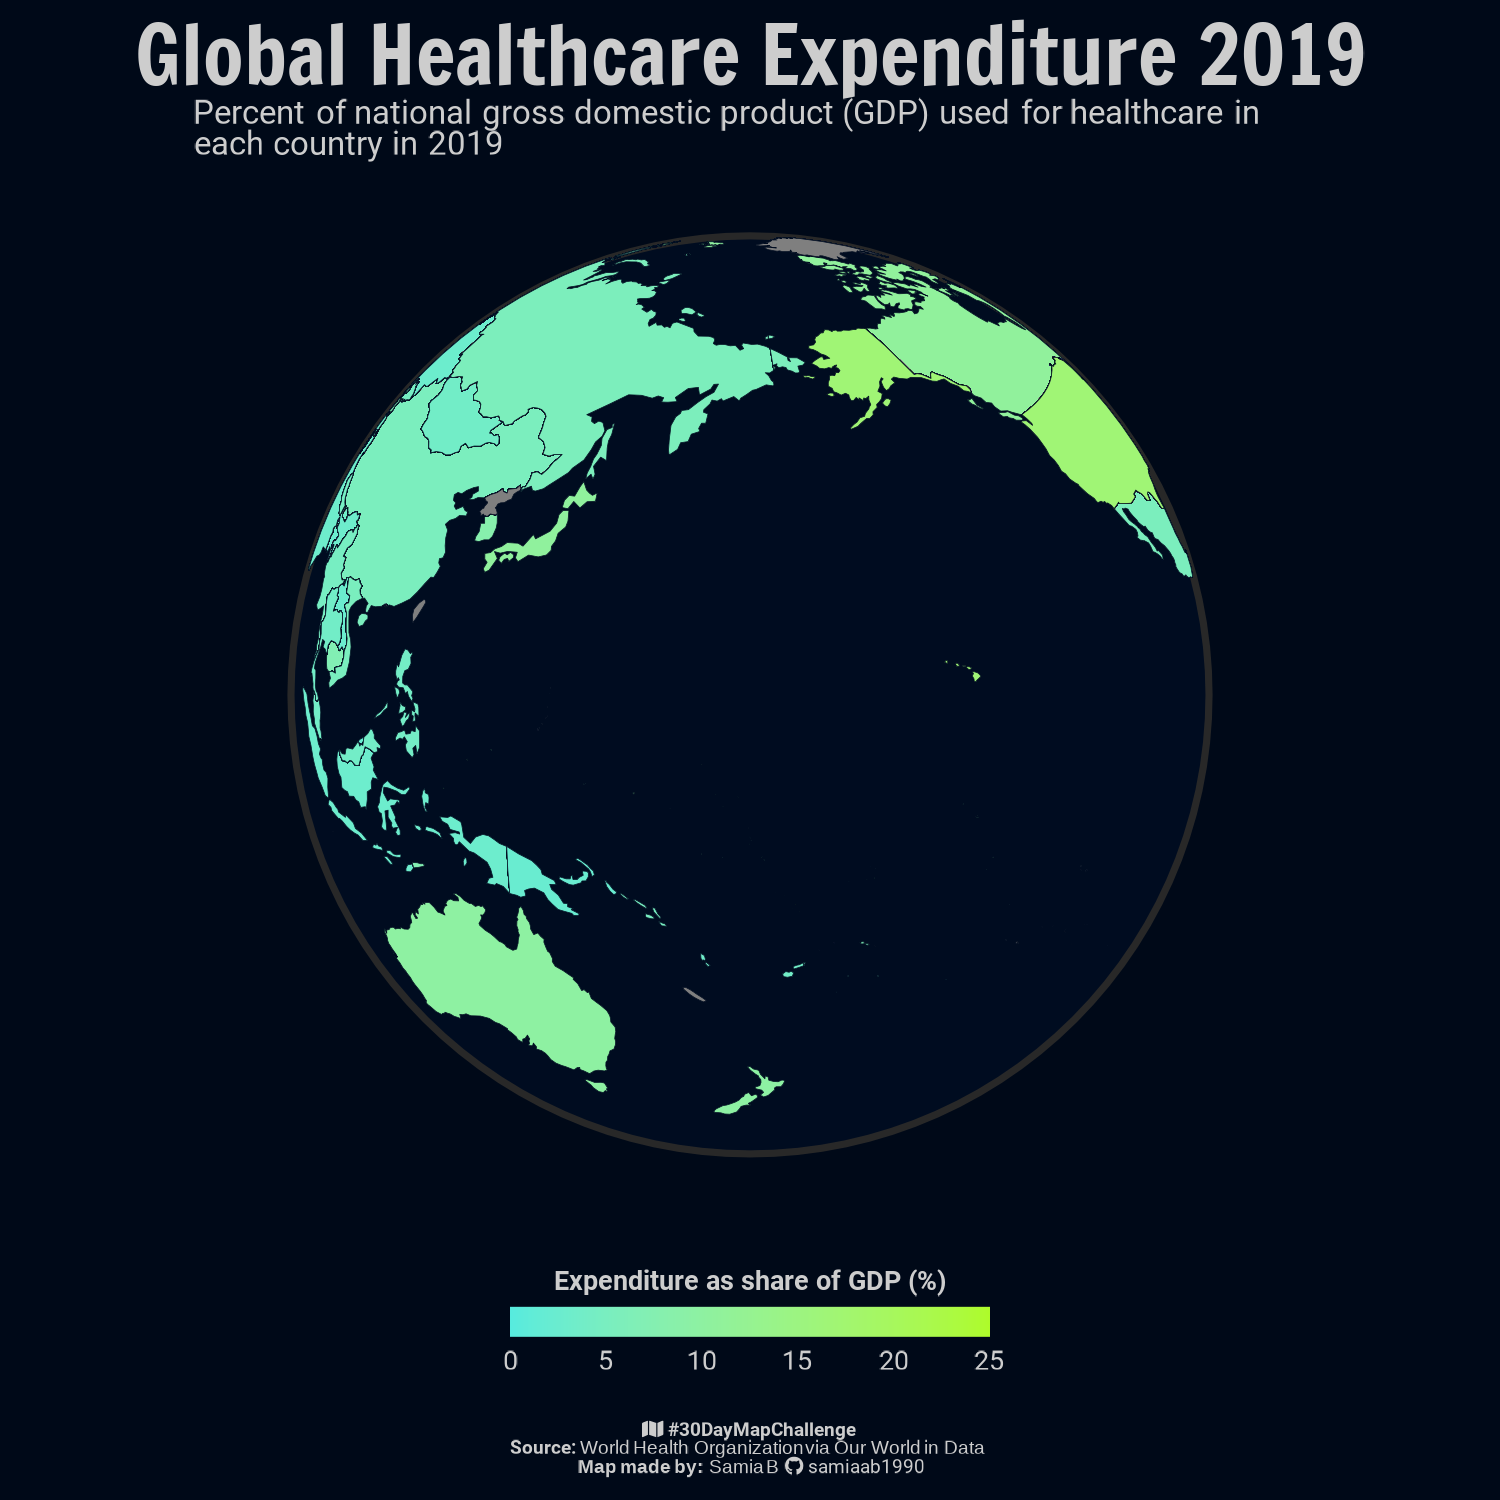 Global Healthcare Expenditure 2019
Percent of national gross domestic product (GDP) used for healthcare in
each country in 2019
Expenditure as share of GDP (%)
0 5 10 15 20 25
#30DayMapChallenge
Source: World Health Organization via Our World in Data
Map made by: Samia B samiaab1990